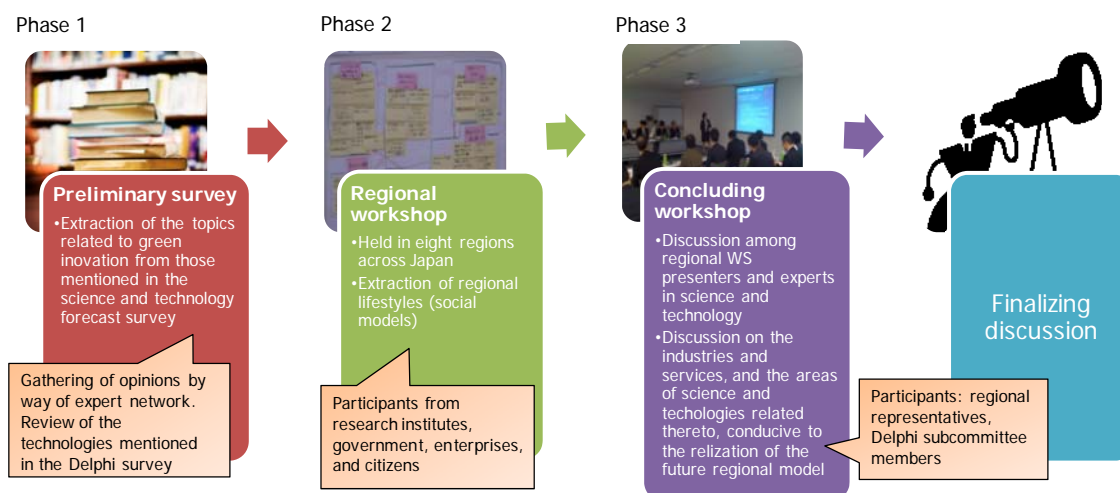 Phase 1
Preliminary survey
•Extraction of the topics
related to green
inovation from those
mentioned in the
science and technology
forecast survey
Gathering of opinions by
way of expert network.
Review of the
technologies mentioned
in the Delphi survey
Phase 2
Regional
workshop
•Held in eight regions
across Japan
•Extraction of regional
lifestyles (social
models)
Participants from
research institutes,
government, enterprises,
and citizens
Phase 3
Concluding
workshop
•Discussion among
regional WS
presenters and experts
in science and
technology
•Discussion on the
industries and
services, and the areas
of science and
techologies related
thereto, conducive to
the relization of the
future regional model
Participants: regional
representatives,
Delphi subcommittee
members
Finalizing
discussion